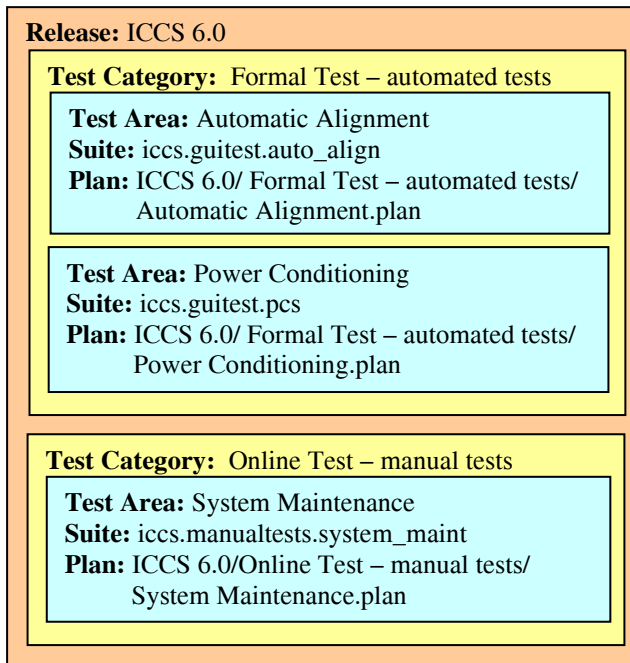 Release: ICCS 6.0
Test Category: Formal Test – automated tests
Test Area: Automatic Alignment
Suite: iccs.guitest.auto_align
Plan: ICCS 6.0/ Formal Test – automated tests/
Automatic Alignment.plan
Test Area: Power Conditioning
Suite: iccs.guitest.pcs
Plan: ICCS 6.0/ Formal Test – automated tests/
Power Conditioning.plan
Test Category: Online Test – manual tests
Test Area: System Maintenance
Suite: iccs.manualtests.system_maint
Plan: ICCS 6.0/Online Test – manual tests/
System Maintenance.plan